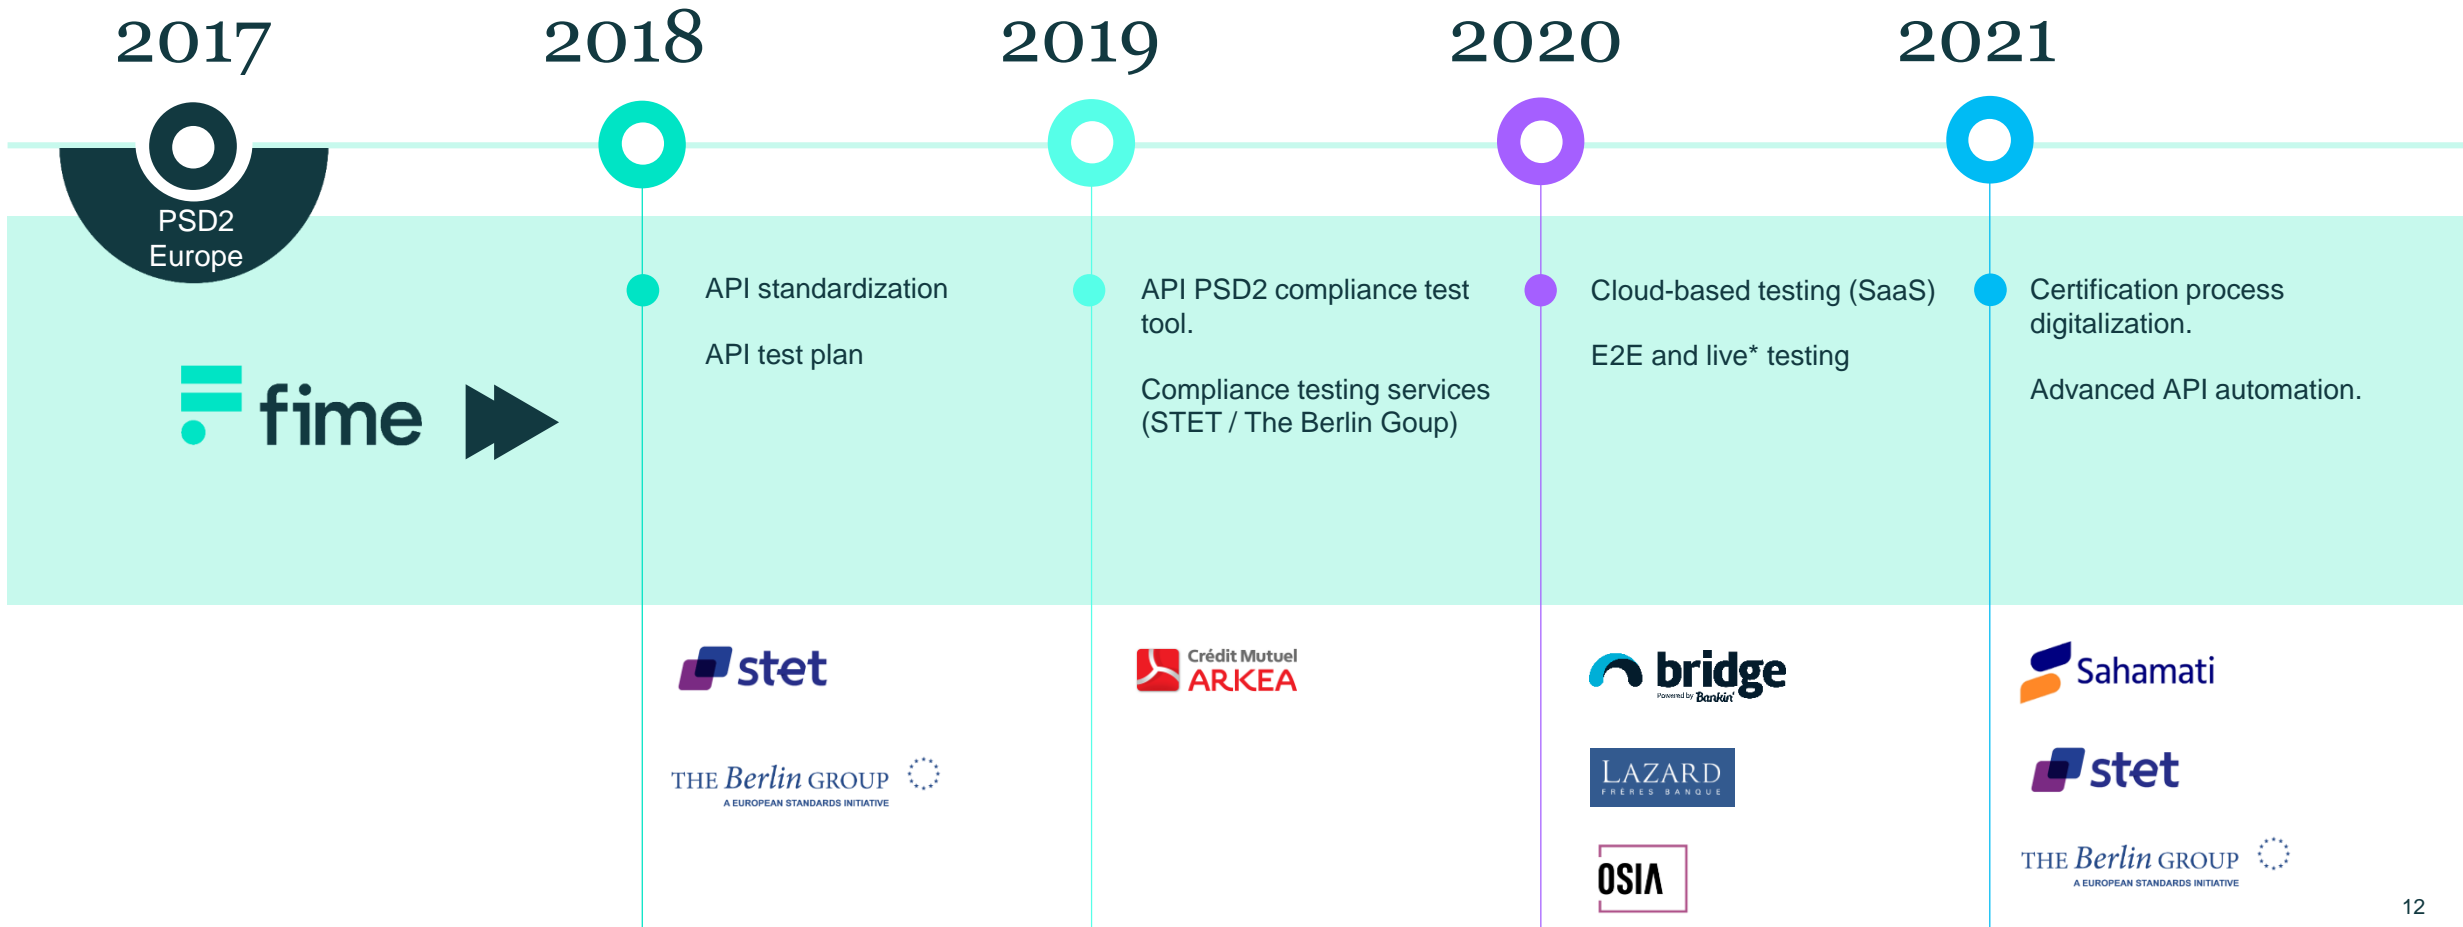 2017
2018
2019
2020
2021
PSD2
Europe
fime
API standardization
API test plan
API PSD2 compliance test
tool.
Compliance testing services
(STET / The Berlin Goup)
Cloud-based testing (SaaS)
E2E and live* testing
Certification process
digitalization.
Advanced API automation.
stet
THE Berlin GROUP
A EUROPEAN STANDARDS INITIATIVE
Crédit Mutuel
ARKEA
bridge
Powered by Bankin'
LAZARD
FRÈRES BANQUE
OSIA
Sahamati
stet
THE Berlin GROUP
A EUROPEAN STANDARDS INITIATIVE
12